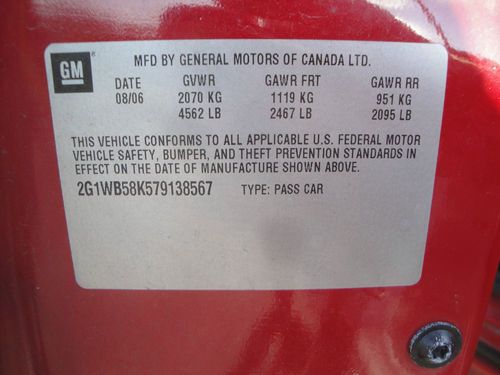 GM
MFD BY GENERAL MOTORS OF CANADA LTD.
DATE GVWR GAWR FRT GAWR RR
08/06 2070 KG 1119 KG 951 KG
4562 LB 2467 LB 2095 LB
THIS VEHICLE CONFORMS TO ALL APPLICABLE U.S. FEDERAL MOTOR
VEHICLE SAFETY, BUMPER, AND THEFT PREVENTION STANDARDS IN
EFFECT ON THE DATE OF MANUFACTURE SHOWN ABOVE.
2G1WB58K579138567 TYPE: PASS CAR